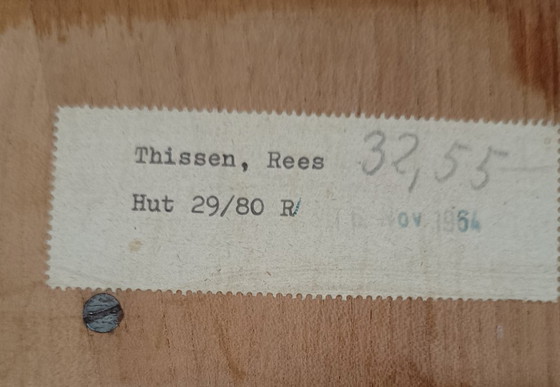 Thissen, Rees 32,55
Hut 29/80 R/ Nov. 1964